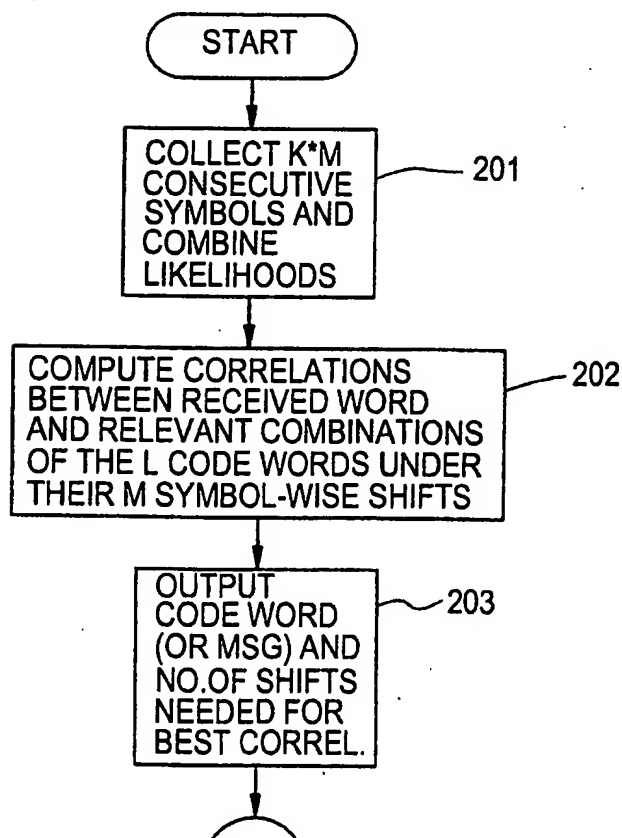 START
COLLECT K*M
CONSECUTIVE
SYMBOLS AND
COMBINE
LIKELIHOODS
201
COMPUTE CORRELATIONS
BETWEEN RECEIVED WORD
AND RELEVANT COMBINATIONS
OF THE L CODE WORDS UNDER
THEIR M SYMBOL-WISE SHIFTS
202
OUTPUT
CODE WORD
(OR MSG) AND
NO.OF SHIFTS
NEEDED FOR
BEST CORREL.
203